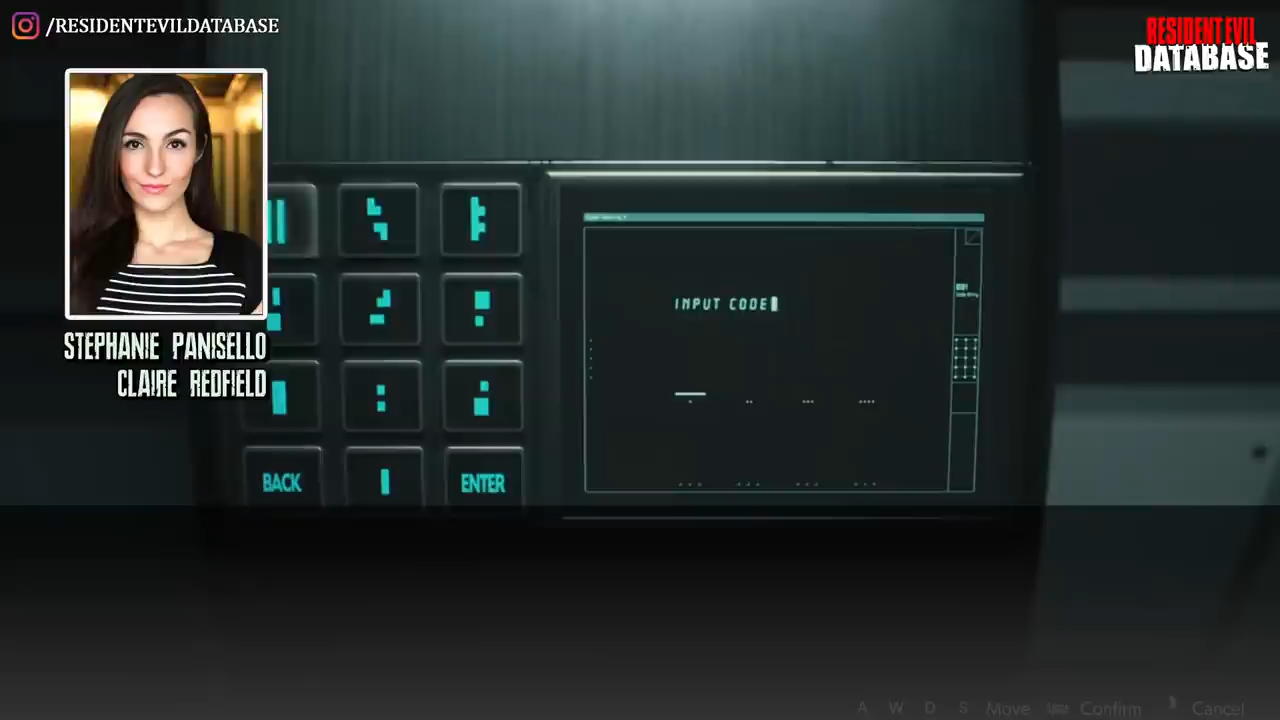 /RESIDENTEVILDATABASE
RESIDENT EVIL
DATABASE
STEPHANIE PANISELLO
CLAIRE REDFIELD
INPUT CODE
BACK
ENTER
A W D S Move Confirm Cancel